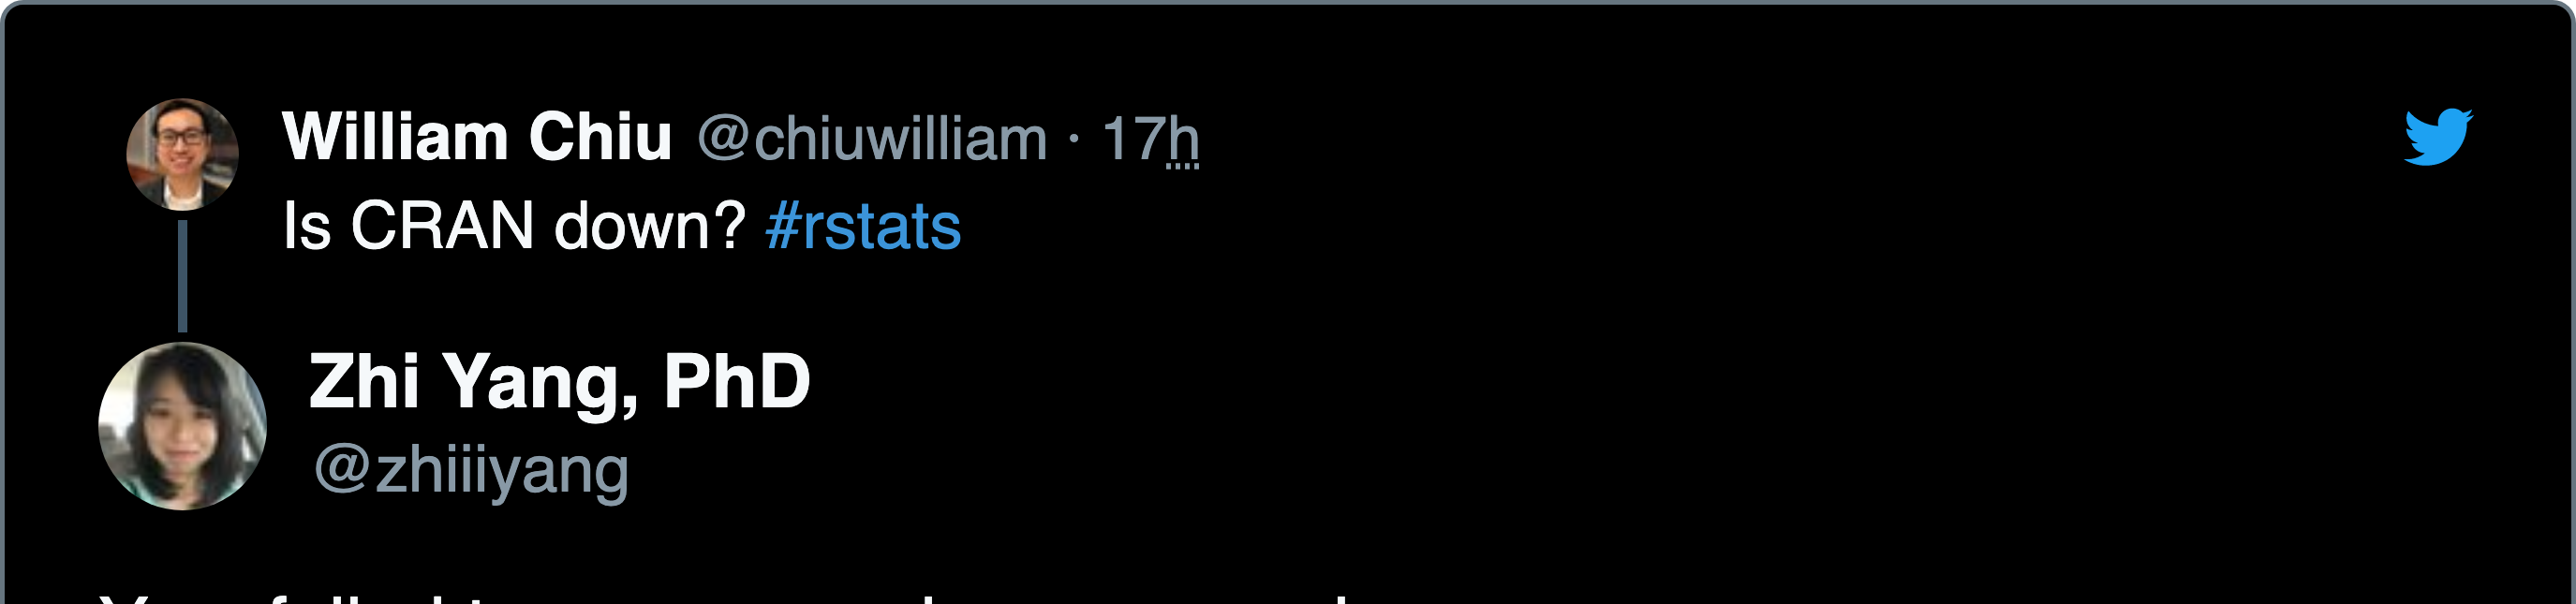 William Chiu @chiuwilliam · 17h
Is CRAN down? #rstats
Zhi Yang, PhD
@zhiiiyang